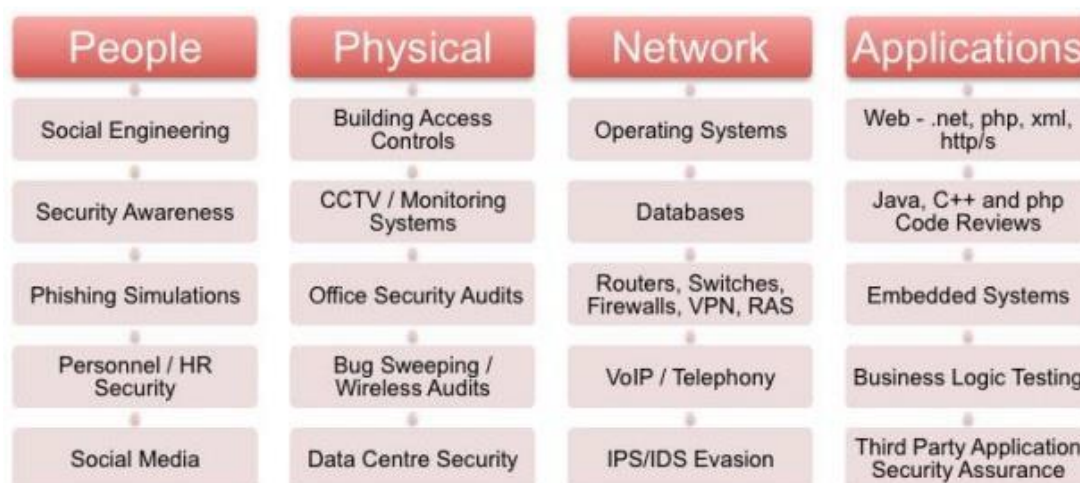 People
Social Engineering
Security Awareness
Phishing Simulations
Personnel / HR
Security
Social Media
Physical
Building Access
Controls
CCTV / Monitoring
Systems
Office Security Audits
Bug Sweeping /
Wireless Audits
Data Centre Security
Network
Operating Systems
Databases
Routers, Switches,
Firewalls, VPN, RAS
VoIP / Telephony
IPS/IDS Evasion
Applications
Web - .net, php, xml,
http/s
Java, C++ and php
Code Reviews
Embedded Systems
Business Logic Testing
Third Party Application
Security Assurance